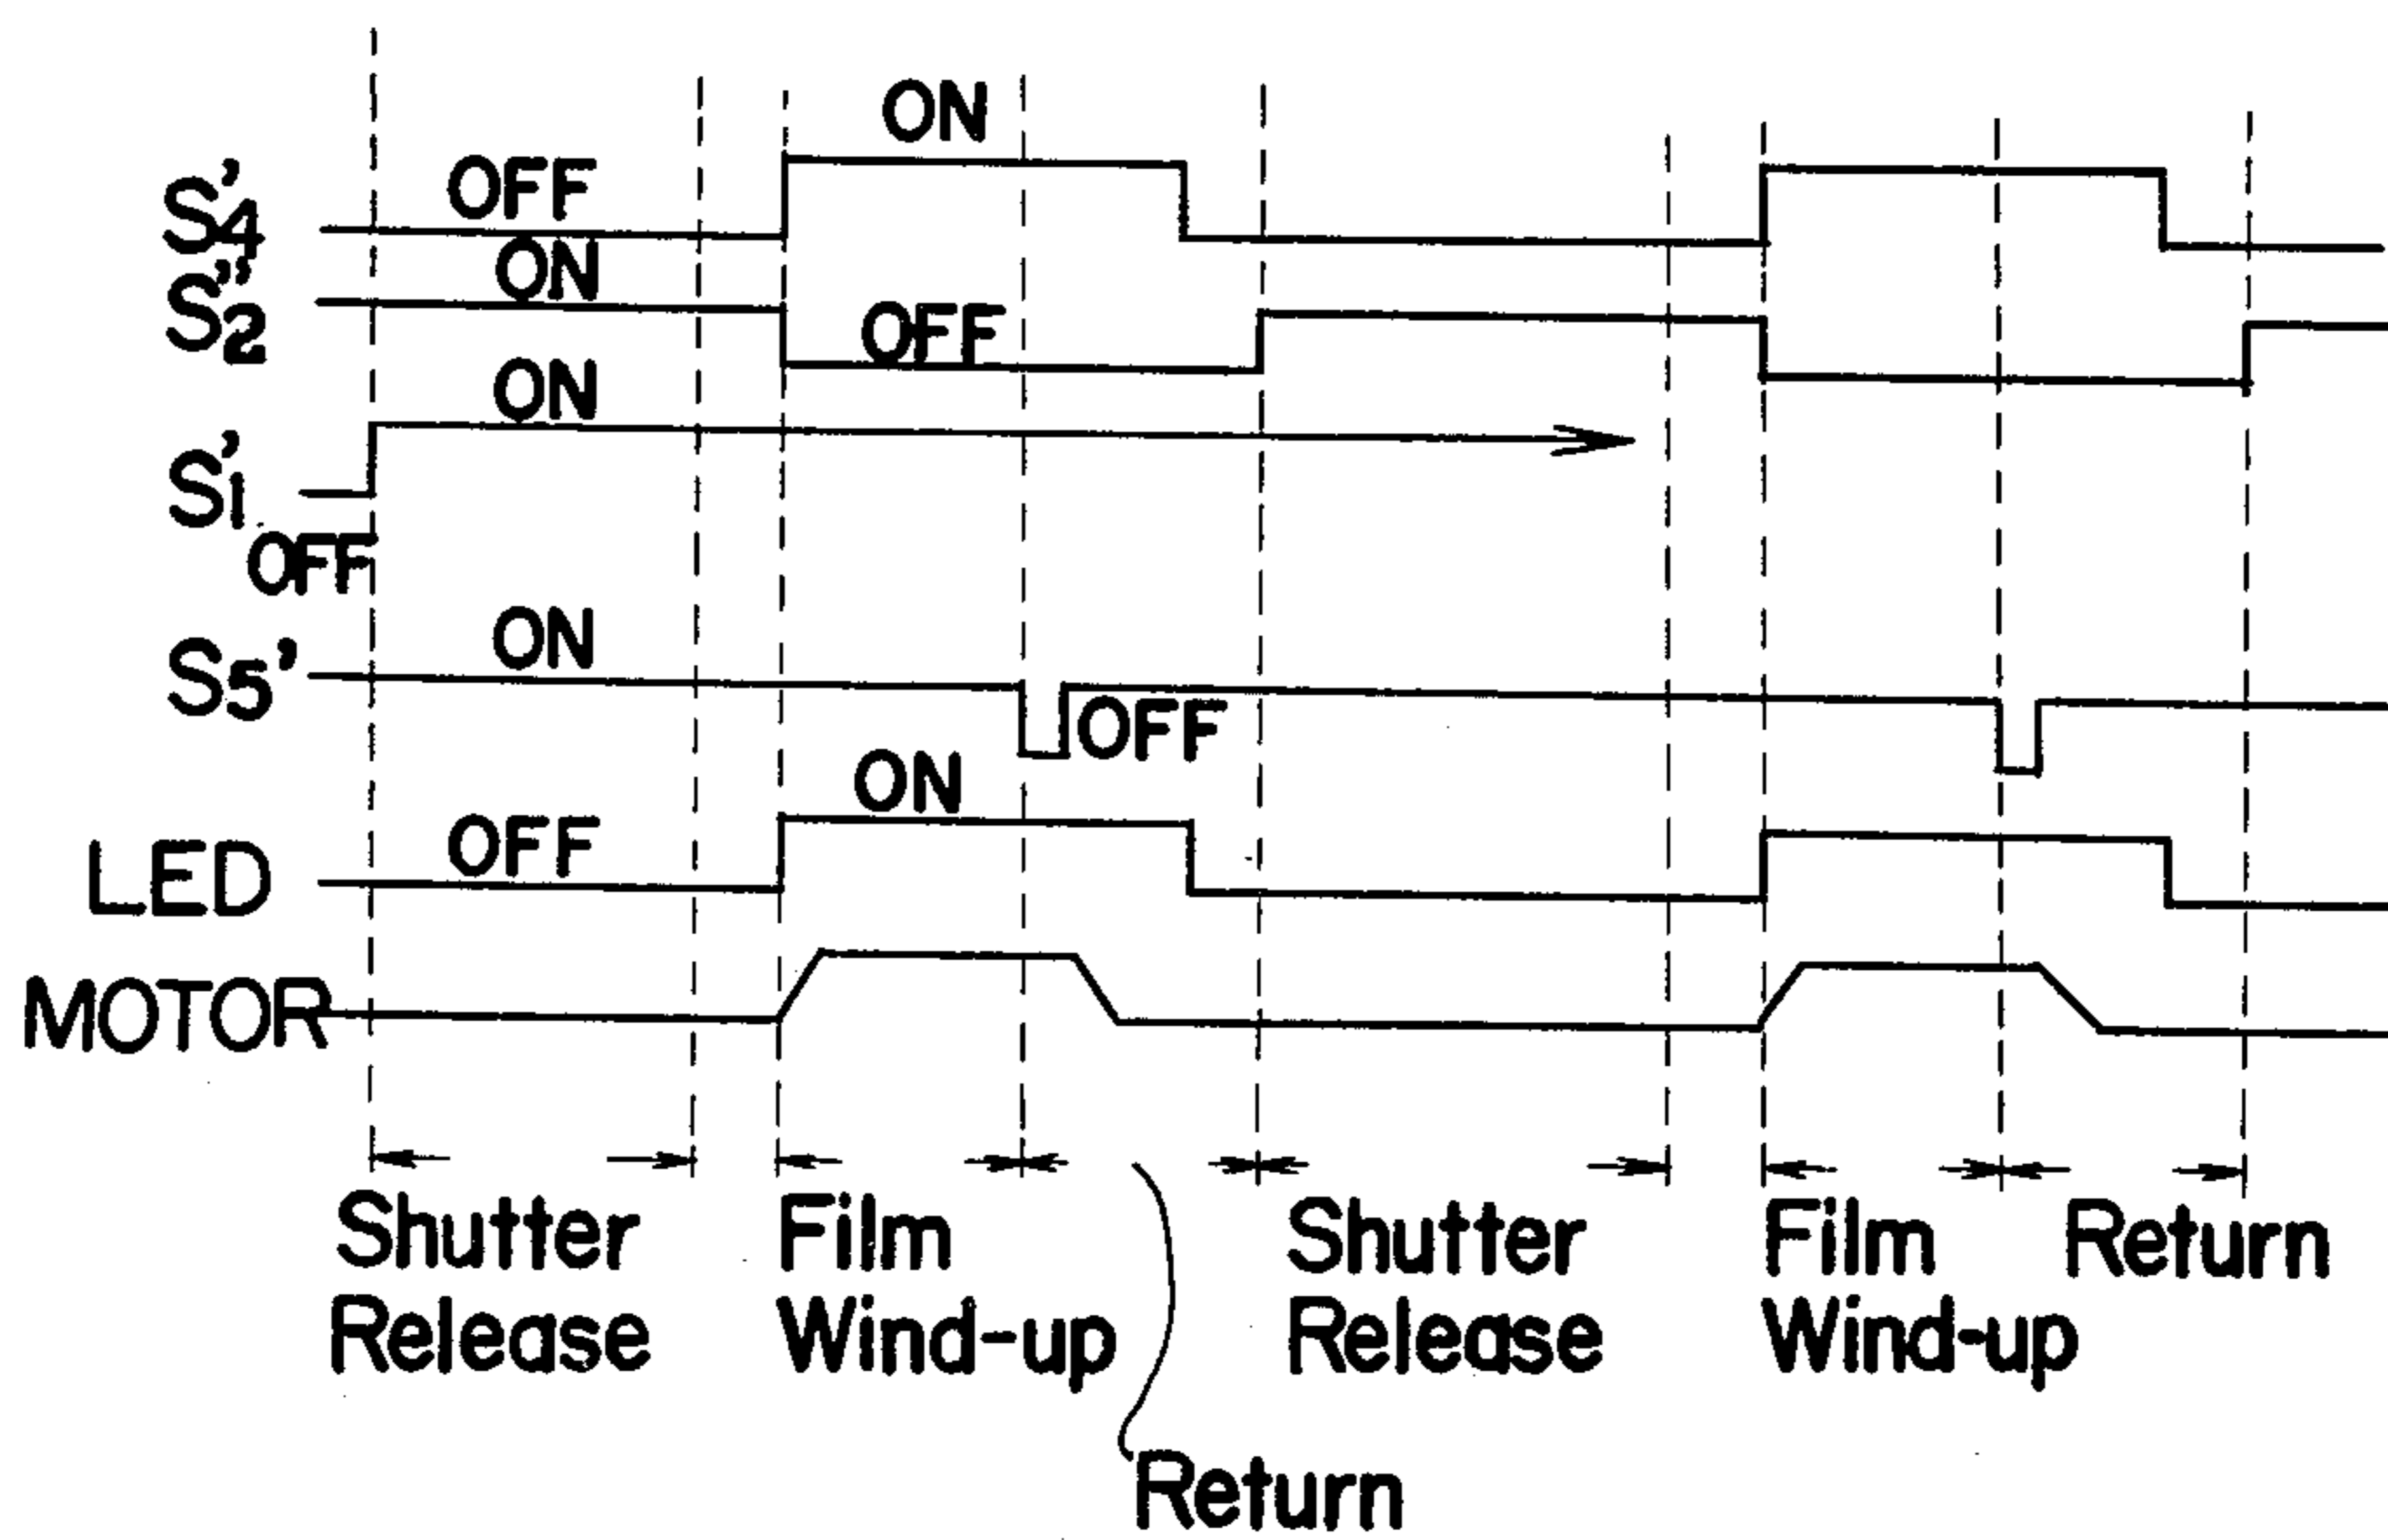 ON
S'4 OFF
S"2 ON
OFF
S'1 ON
OFF
S5' ON
OFF
LED OFF ON
MOTOR
Shutter Release
Film Wind-up
Return
Shutter Release
Film Wind-up
Return